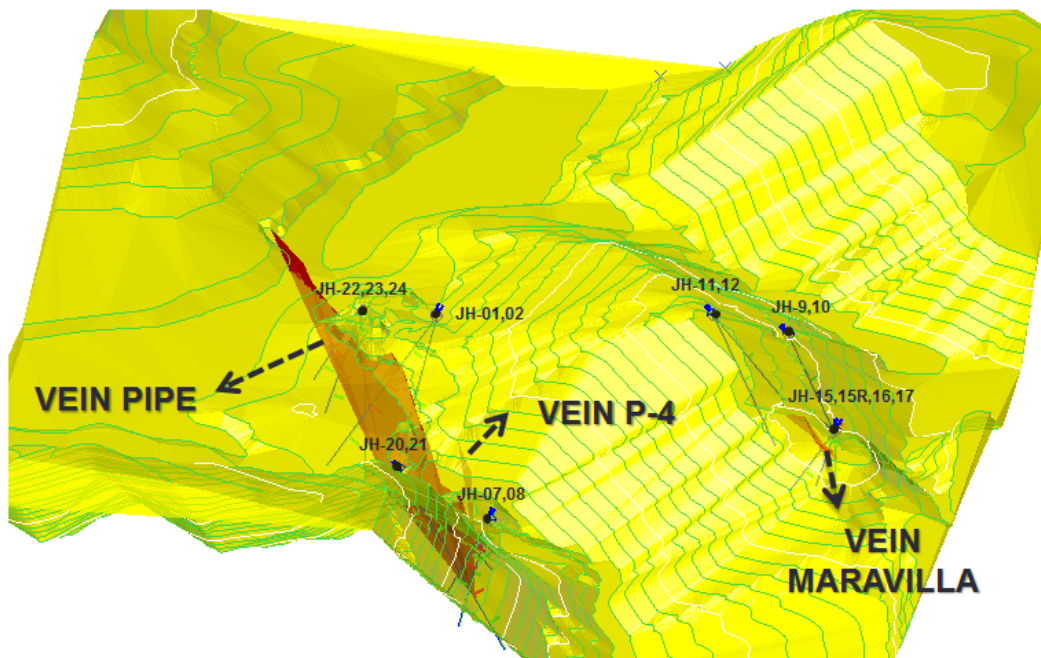 JH-22,23,24
JH-01,02
JH-11,12
JH-9,10
VEIN PIPE
VEIN P-4
JH-15,15R,16,17
JH-20,21
JH-07,08
VEIN
MARAVILLA